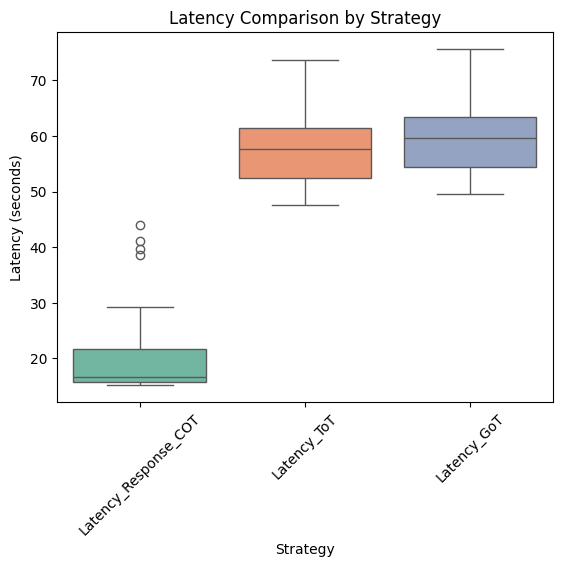 Latency Comparison by Strategy
Latency (seconds)
70
60
50
40
30
20
Latency_Response_COT
Latency_ToT
Latency_GoT
Strategy